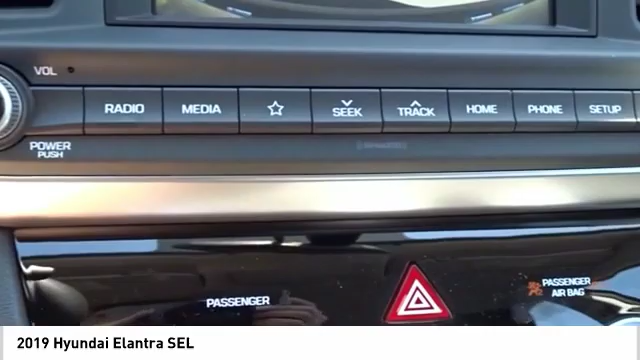 VOL
RADIO MEDIA SEEK TRACK HOME PHONE SETUP
POWER
PUSH
PASSENGER
PASSENGER
AIR BAG
2019 Hyundai Elantra SEL